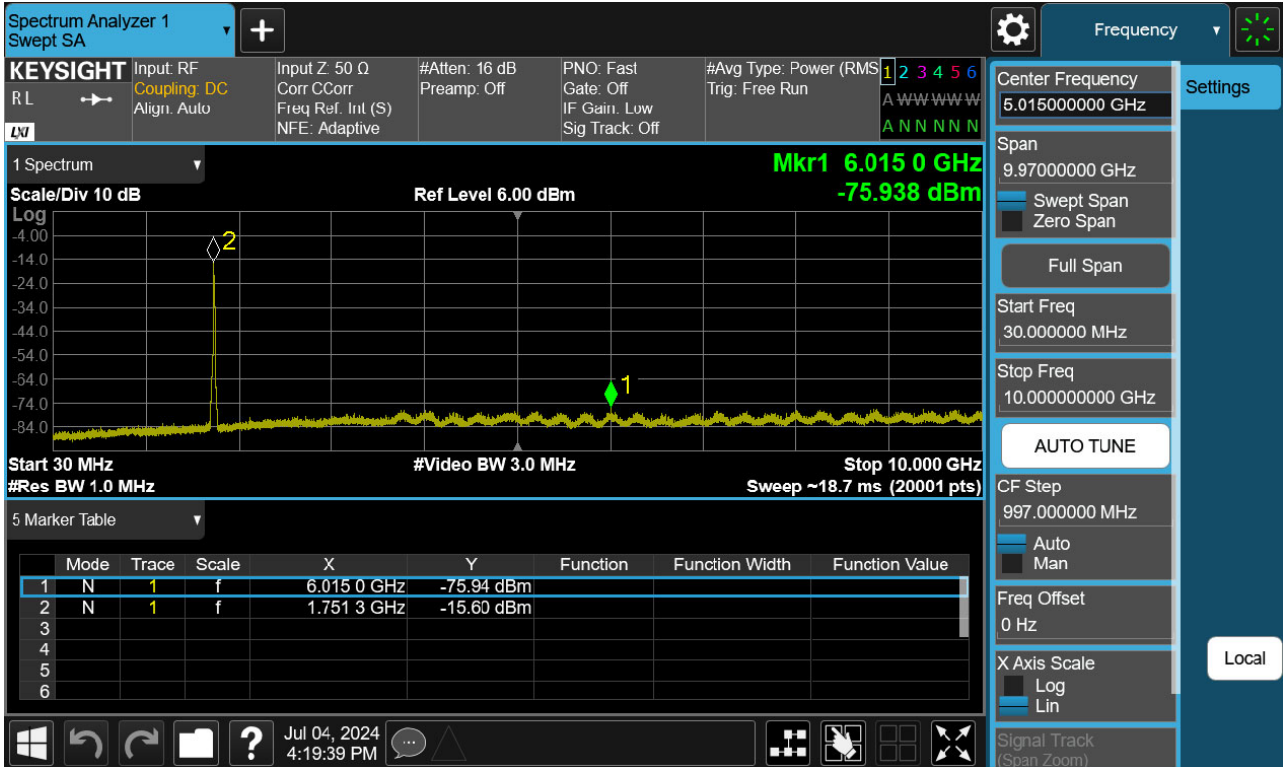 Spectrum Analyzer 1
Swept SA
+
Frequency
KEYSIGHT
RL
LXI
Input: RF
Coupling: DC
Align: Auto
Input Z: 50 Ω
Corr CCorr
Freq Ref: Int (S)
NFE: Adaptive
#Atten: 16 dB
Preamp: Off
PNO: Fast
Gate: Off
IF Gain: Low
Sig Track: Off
#Avg Type: Power (RMS
Trig: Free Run
1 2 3 4 5 6
A W W W W W
A N N N N N
1 Spectrum
Mkr1 6.015 0 GHz
-75.938 dBm
Scale/Div 10 dB
Ref Level 6.00 dBm
Log
-4.00
-14.0
-24.0
-34.0
-44.0
-54.0
-64.0
-74.0
-84.0
2
1
Start 30 MHz
#Video BW 3.0 MHz
Stop 10.000 GHz
#Res BW 1.0 MHz
Sweep ~18.7 ms (20001 pts)
5 Marker Table
Mode Trace Scale X Y Function Function Width Function Value
1 N 1 f 6.015 0 GHz -75.94 dBm
2 N 1 f 1.751 3 GHz -15.60 dBm
3
4
5
6
?
Jul 04, 2024
4:19:39 PM
Center Frequency
5.015000000 GHz
Settings
Span
9.97000000 GHz
Swept Span
Zero Span
Full Span
Start Freq
30.000000 MHz
Stop Freq
10.000000000 GHz
AUTO TUNE
CF Step
997.000000 MHz
Auto
Man
Freq Offset
0 Hz
X Axis Scale
Log
Lin
Signal Track
(Span Zoom)
Local